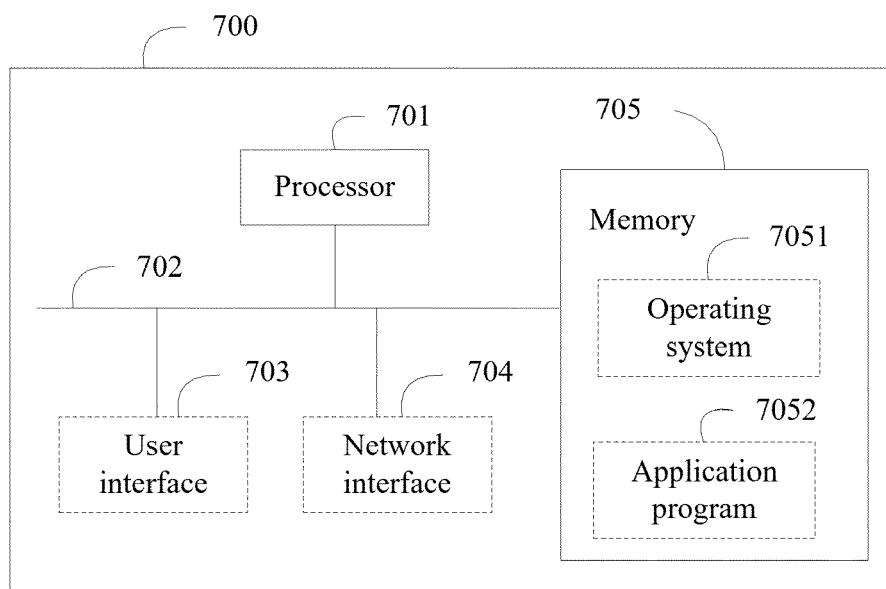 700
701
Processor
705
Memory
702
7051
Operating
system
703
704
User
interface
Network
interface
7052
Application
program